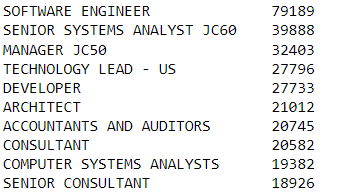 SOFTWARE ENGINEER 79189
SENIOR SYSTEMS ANALYST JC60 39888
MANAGER JC50 32403
TECHNOLOGY LEAD - US 27796
DEVELOPER 27733
ARCHITECT 21012
ACCOUNTANTS AND AUDITORS 20745
CONSULTANT 20582
COMPUTER SYSTEMS ANALYSTS 19382
SENIOR CONSULTANT 18926